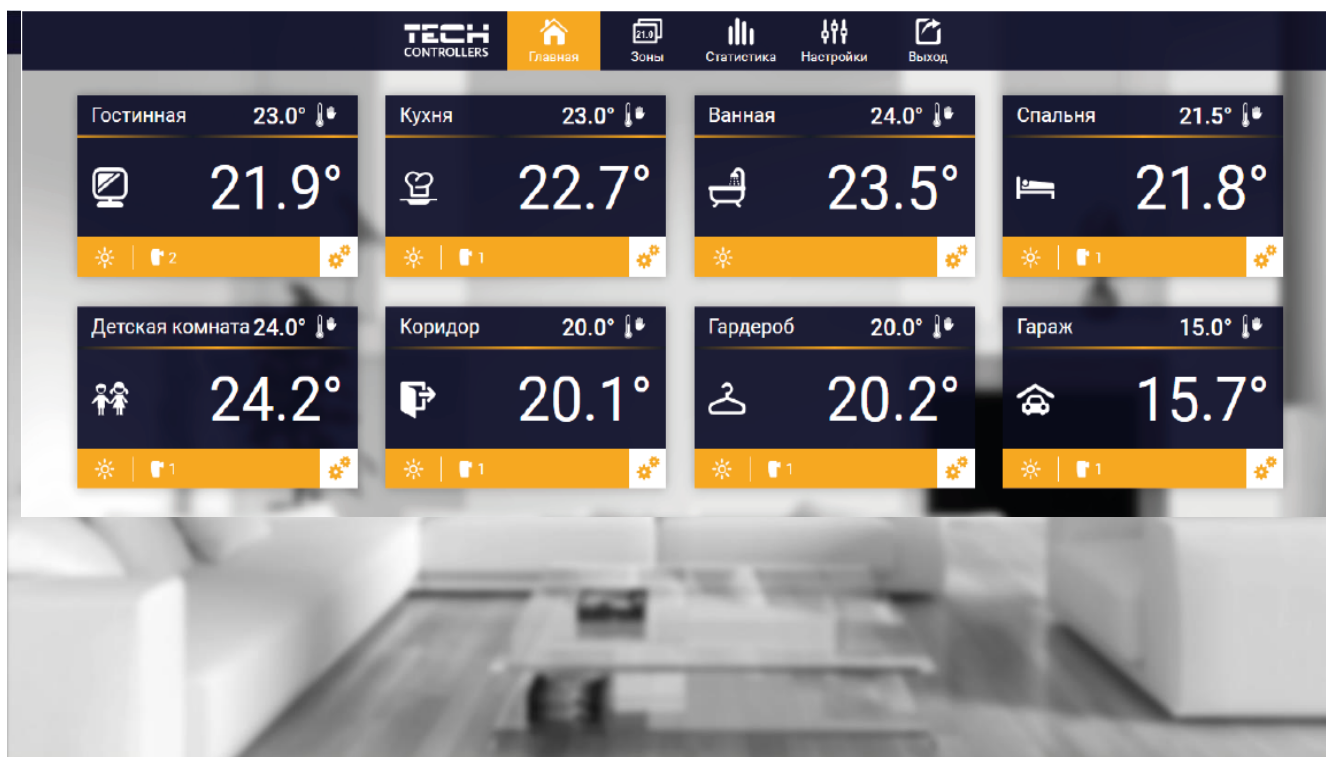 TECH
CONTROLLERS
Главная
21.0
Зоны
Статистика
Настройки
Выход
Гостинная 23.0°
21.9°
2
Кухня 23.0°
22.7°
1
Ванная 24.0°
23.5°
Спальня 21.5°
21.8°
1
Детская комната 24.0°
24.2°
1
Коридор 20.0°
20.1°
1
Гардероб 20.0°
20.2°
1
Гараж 15.0°
15.7°
1